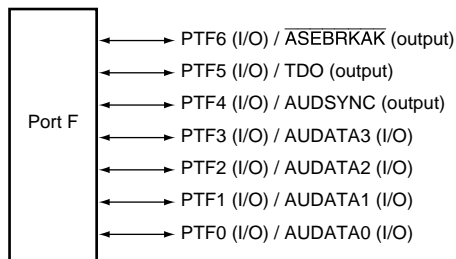 PTF6 (I/O) / ASEBRKAK (output)
PTF5 (I/O) / TDO (output)
PTF4 (I/O) / AUDSYNC (output)
Port F
PTF3 (I/O) / AUDATA3 (I/O)
PTF2 (I/O) / AUDATA2 (I/O)
PTF1 (I/O) / AUDATA1 (I/O)
PTF0 (I/O) / AUDATA0 (I/O)